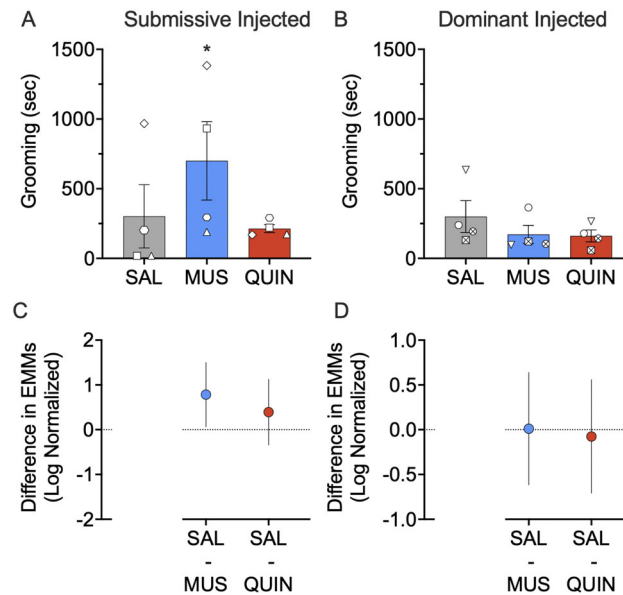 A Submissive Injected
B Dominant Injected
Grooming (sec)
1500
1000
500
0
*
SAL MUS QUIN
Grooming (sec)
1500
1000
500
0
SAL MUS QUIN
C
Difference in EMMs
(Log Normalized)
2
1
0
-1
-2
SAL SAL
- -
MUS QUIN
D
Difference in EMMs
(Log Normalized)
1.0
0.5
0.0
-0.5
-1.0
SAL SAL
- -
MUS QUIN